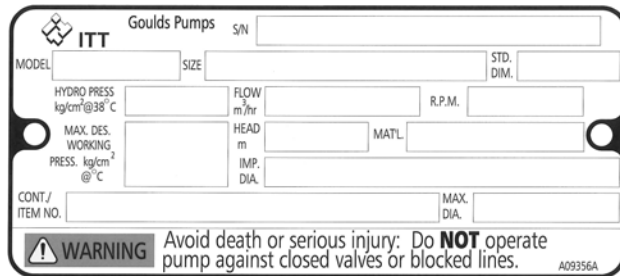 ITT Goulds Pumps S/N
MODEL SIZE STD. DIM.
HYDRO PRESS kg/cm²@38°C FLOW m³/hr R.P.M.
MAX. DES. WORKING PRESS. kg/cm² @°C HEAD m MAT'L.
IMP. DIA.
CONT./ ITEM NO. MAX. DIA.
WARNING Avoid death or serious injury: Do NOT operate
pump against closed valves or blocked lines.
A09356A